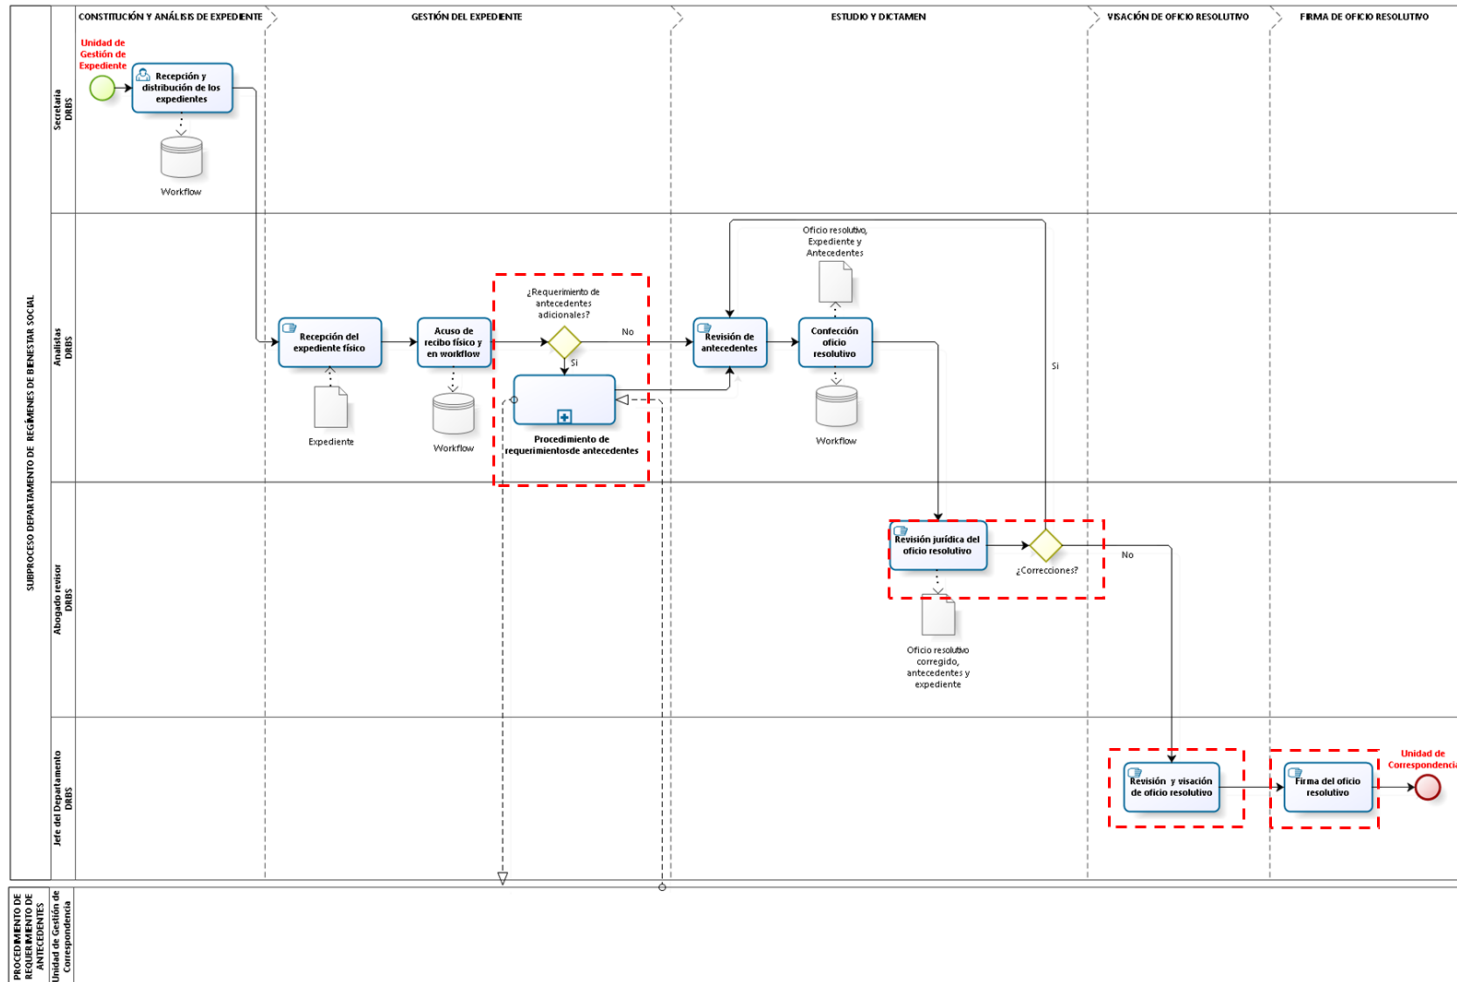 CONSTITUCIÓN Y ANÁLISIS DE EXPEDIENTE
GESTIÓN DEL EXPEDIENTE
ESTUDIO Y DICTAMEN
VISACIÓN DE OFICIO RESOLUTIVO
FIRMA DE OFICIO RESOLUTIVO
SUBPROCESO DEPARTAMENTO DE REGÍMENES DE BIENESTAR SOCIAL
Secretaria
DRBS
Unidad de
Gestión de
Expediente
Recepción y
distribución de los
expedientes
Workflow
Analistas
DRBS
Recepción del
expediente físico
Expediente
Acuso de
recibo físico y
en workflow
Workflow
¿Requerimiento de
antecedentes
adicionales?
No
Si
Procedimiento de
requerimientosde antecedentes
Revisión de
antecedentes
Oficio resolutivo,
Expediente y
Antecedentes
Confección
oficio
resolutivo
Workflow
Si
Abogado revisor
DRBS
Revisión jurídica del
oficio resolutivo
¿Correcciones?
No
Oficio resolutivo
corregido,
antecedentes y
expediente
Jefe del Departamento
DRBS
Revisión y visación
de oficio resolutivo
Firma del oficio
resolutivo
Unidad de
Correspondencia
PROCEDIMIENTO DE
REQUERIMIENTO DE
ANTECEDENTES
Unidad de Gestión de
Correspondencia